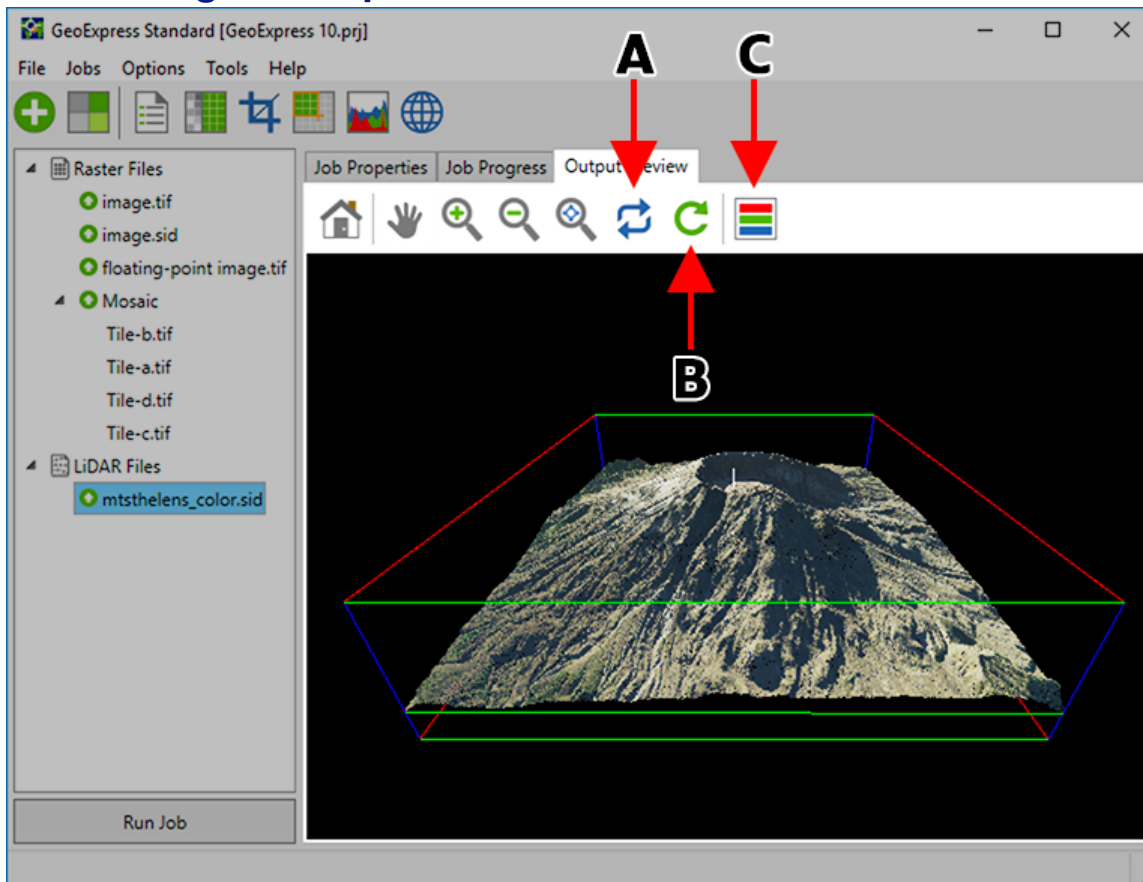 GeoExpress Standard [GeoExpress 10.prj]
File Jobs Options Tools Help
A
C
Raster Files
image.tif
image.sid
floating-point image.tif
Mosaic
Tile-b.tif
Tile-a.tif
Tile-d.tif
Tile-c.tif
LiDAR Files
mtsthelens_color.sid
Run Job
Job Properties Job Progress Output
B